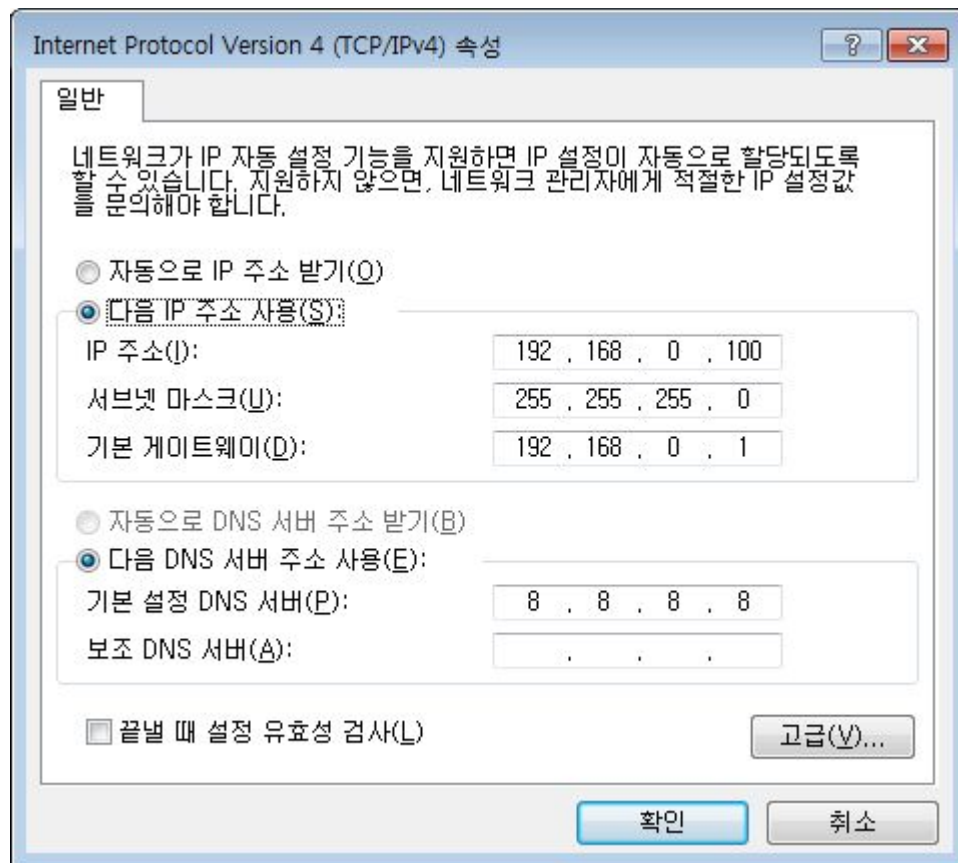 Internet Protocol Version 4 (TCP/IPv4) 속성
일반
네트워크가 IP 자동 설정 기능을 지원하면 IP 설정이 자동으로 할당되도록
할 수 있습니다. 지원하지 않으면, 네트워크 관리자에게 적절한 IP 설정값
을 문의해야 합니다.
자동으로 IP 주소 받기(O)
다음 IP 주소 사용(S):
IP 주소(I): 192 . 168 . 0 . 100
서브넷 마스크(U): 255 . 255 . 255 . 0
기본 게이트웨이(D): 192 . 168 . 0 . 1
자동으로 DNS 서버 주소 받기(B)
다음 DNS 서버 주소 사용(E):
기본 설정 DNS 서버(P): 8 . 8 . 8 . 8
보조 DNS 서버(A): . . .
끝낼 때 설정 유효성 검사(L)
고급(V)...
확인 취소